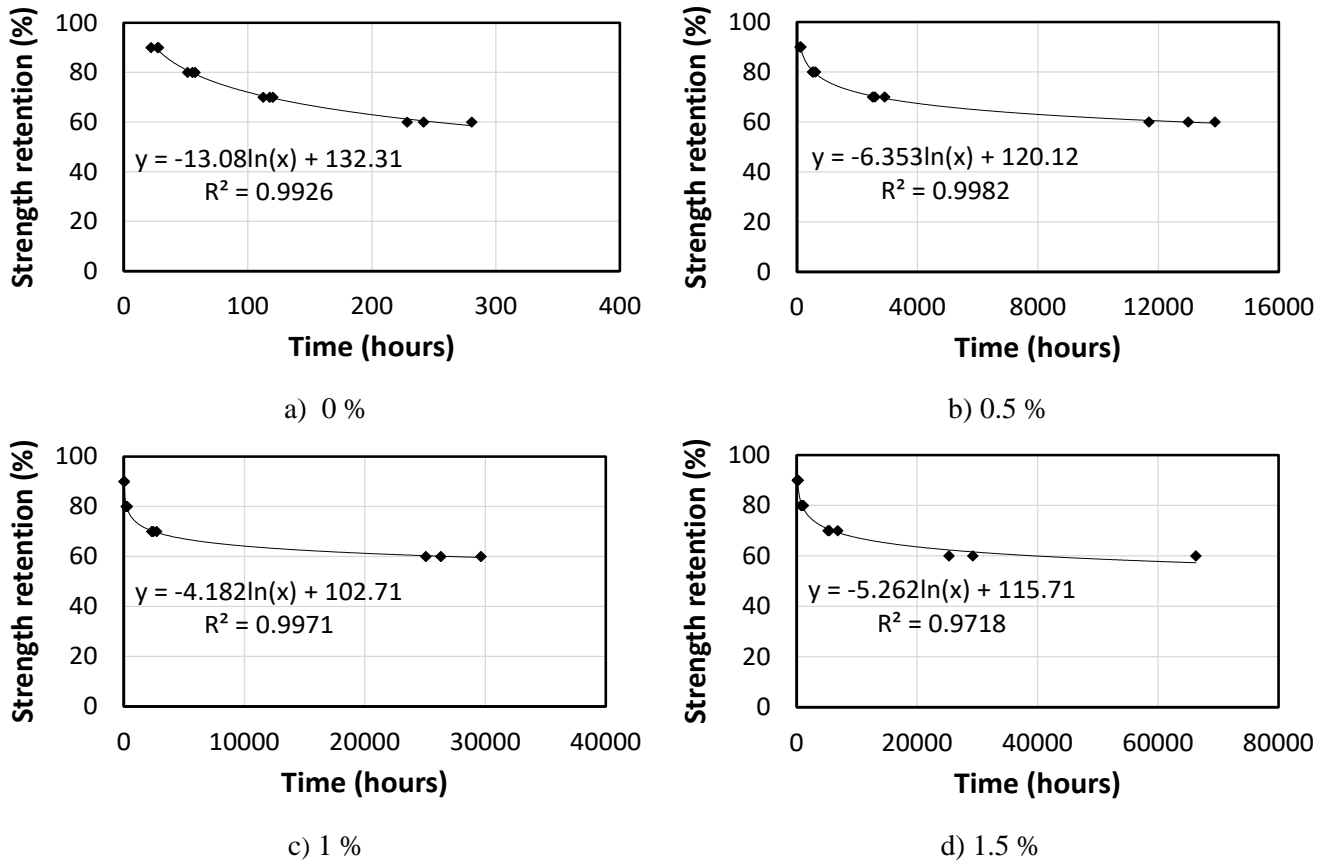 Strength retention (%)
100
80
60
40
20
0
y = -13.08ln(x) + 132.31
R² = 0.9926
0 100 200 300 400
Time (hours)
a) 0 %
Strength retention (%)
100
80
60
40
20
0
y = -6.353ln(x) + 120.12
R² = 0.9982
0 4000 8000 12000 16000
Time (hours)
b) 0.5 %
Strength retention (%)
100
80
60
40
20
0
y = -4.182ln(x) + 102.71
R² = 0.9971
0 10000 20000 30000 40000
Time (hours)
c) 1 %
Strength retention (%)
100
80
60
40
20
0
y = -5.262ln(x) + 115.71
R² = 0.9718
0 20000 40000 60000 80000
Time (hours)
d) 1.5 %